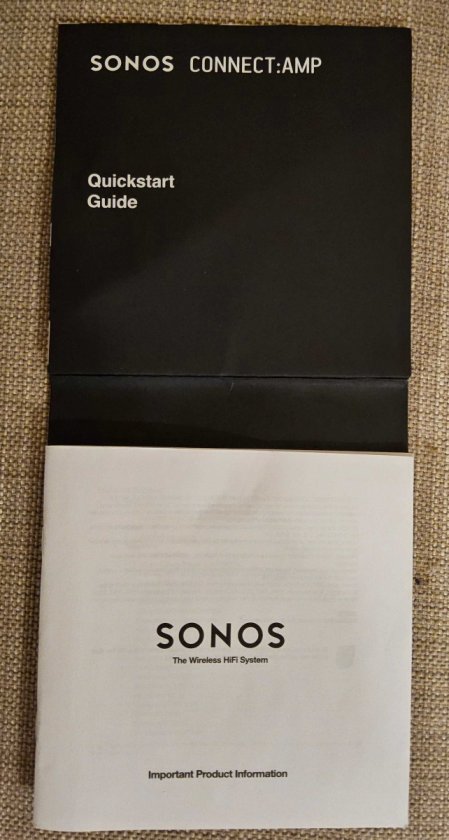 SONOS CONNECT:AMP
Quickstart
Guide
SONOS
The Wireless HiFi System
Important Product Information